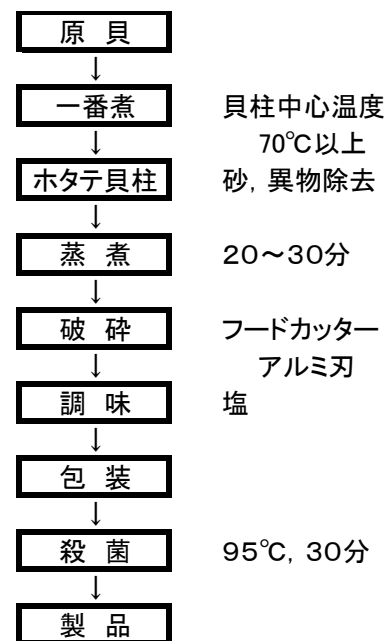 原 貝
↓
一番煮 貝柱中心温度
↓ 70℃以上
ホタテ貝柱 砂，異物除去
↓
蒸 煮 20～30分
↓
破 砕 フードカッター
↓ アルミ刃
調 味 塩
↓
包 装
↓
殺 菌 95℃，30分
↓
製 品